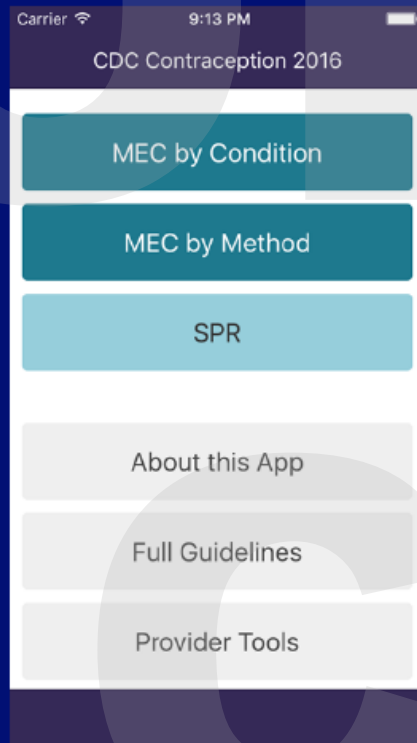 Carrier 9:13 PM
CDC Contraception 2016
MEC by Condition
MEC by Method
SPR
About this App
Full Guidelines
Provider Tools